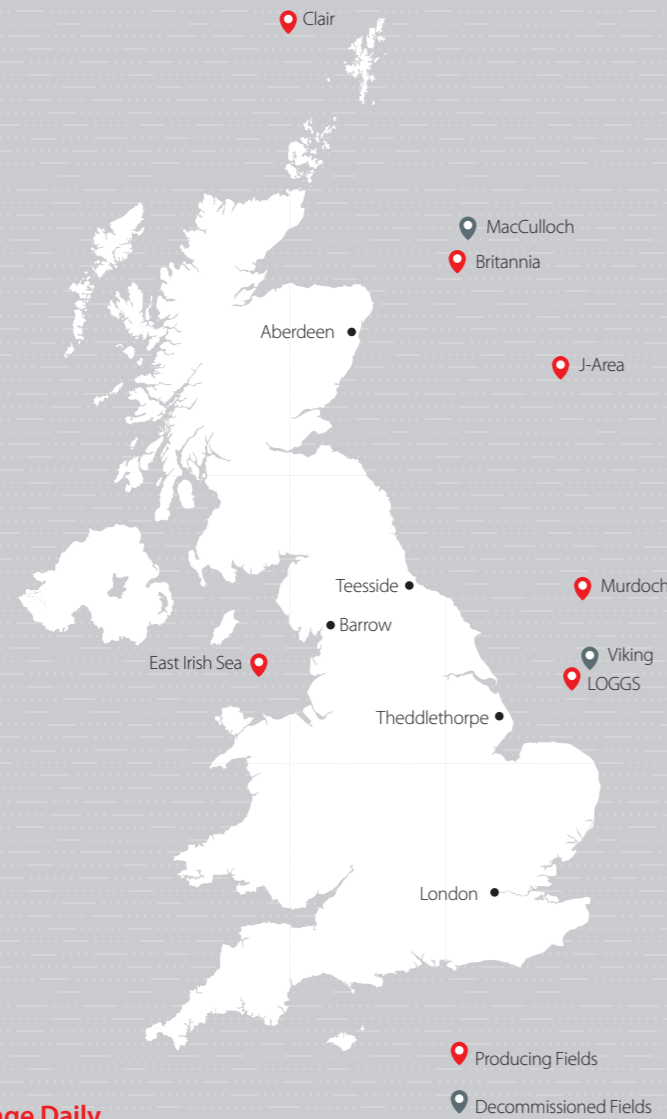 Clair
MacCulloch
Britannia
Aberdeen
J-Area
Teesside
Murdoch
Barrow
East Irish Sea
Viking
LOGGS
Theddlethorpe
London
Producing Fields
Decommissioned Fields
Daily